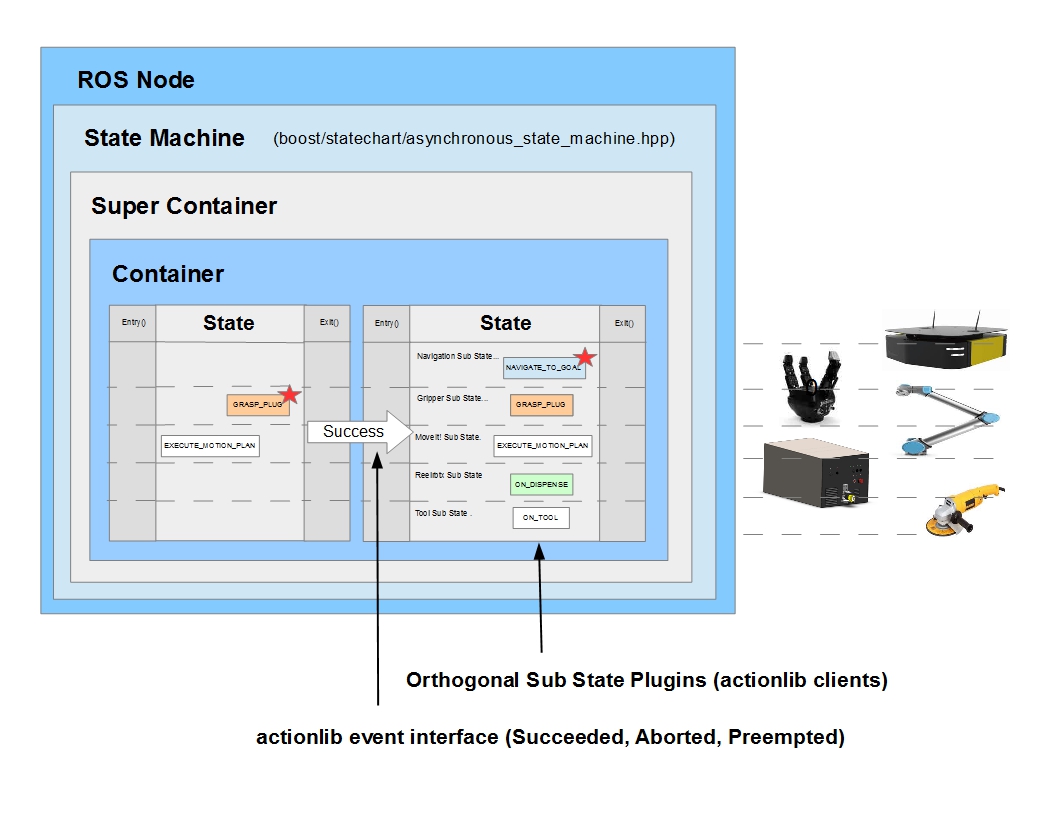 ROS Node
State Machine (boost/statechart/asynchronous_state_machine.hpp)
Super Container
Container
Entry() State Exit()
GRASP_PLUG
EXECUTE_MOTION_PLAN
Success
Entry() State Exit()
Navigation Sub State...
NAVIGATE_TO_GOAL
Gripper Sub State...
GRASP_PLUG
MoveIt! Sub State.
EXECUTE_MOTION_PLAN
Reelrbtx Sub State
ON_DISPENSE
Tool Sub State .
ON_TOOL
Orthogonal Sub State Plugins (actionlib clients)
actionlib event interface (Succeeded, Aborted, Preempted)